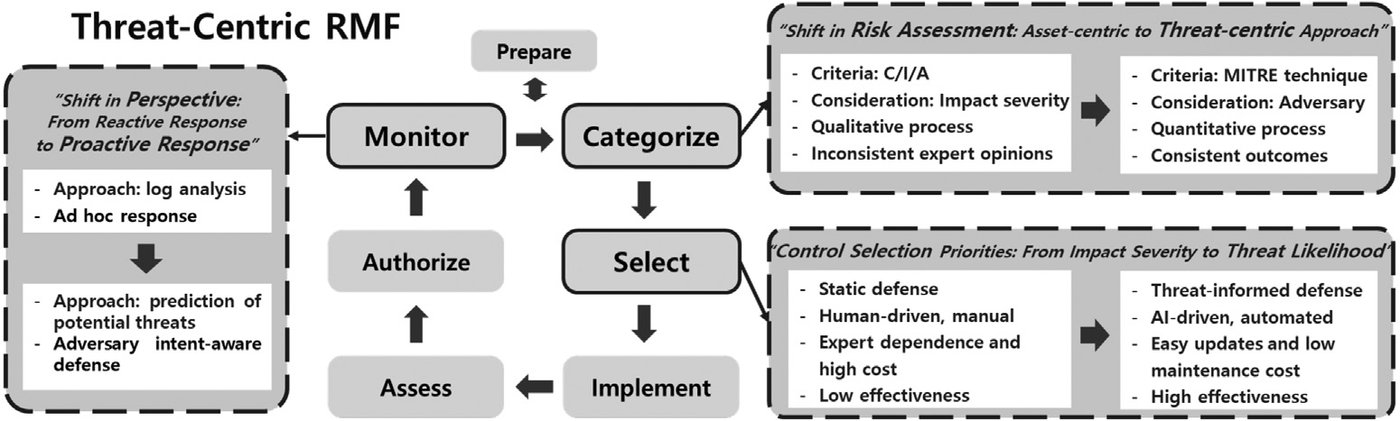 Threat-Centric RMF
Prepare
Monitor
Categorize
Authorize
Select
Assess
Implement
“Shift in Perspective:
From Reactive Response
to Proactive Response”
- Approach: log analysis
- Ad hoc response
- Approach: prediction of
potential threats
- Adversary intent-aware
defense
“Shift in Risk Assessment: Asset-centric to Threat-centric Approach”
- Criteria: C/I/A
- Consideration: Impact severity
- Qualitative process
- Inconsistent expert opinions
- Criteria: MITRE technique
- Consideration: Adversary
- Quantitative process
- Consistent outcomes
“Control Selection Priorities: From Impact Severity to Threat Likelihood”
- Static defense
- Human-driven, manual
- Expert dependence and
high cost
- Low effectiveness
- Threat-informed defense
- AI-driven, automated
- Easy updates and low
maintenance cost
- High effectiveness